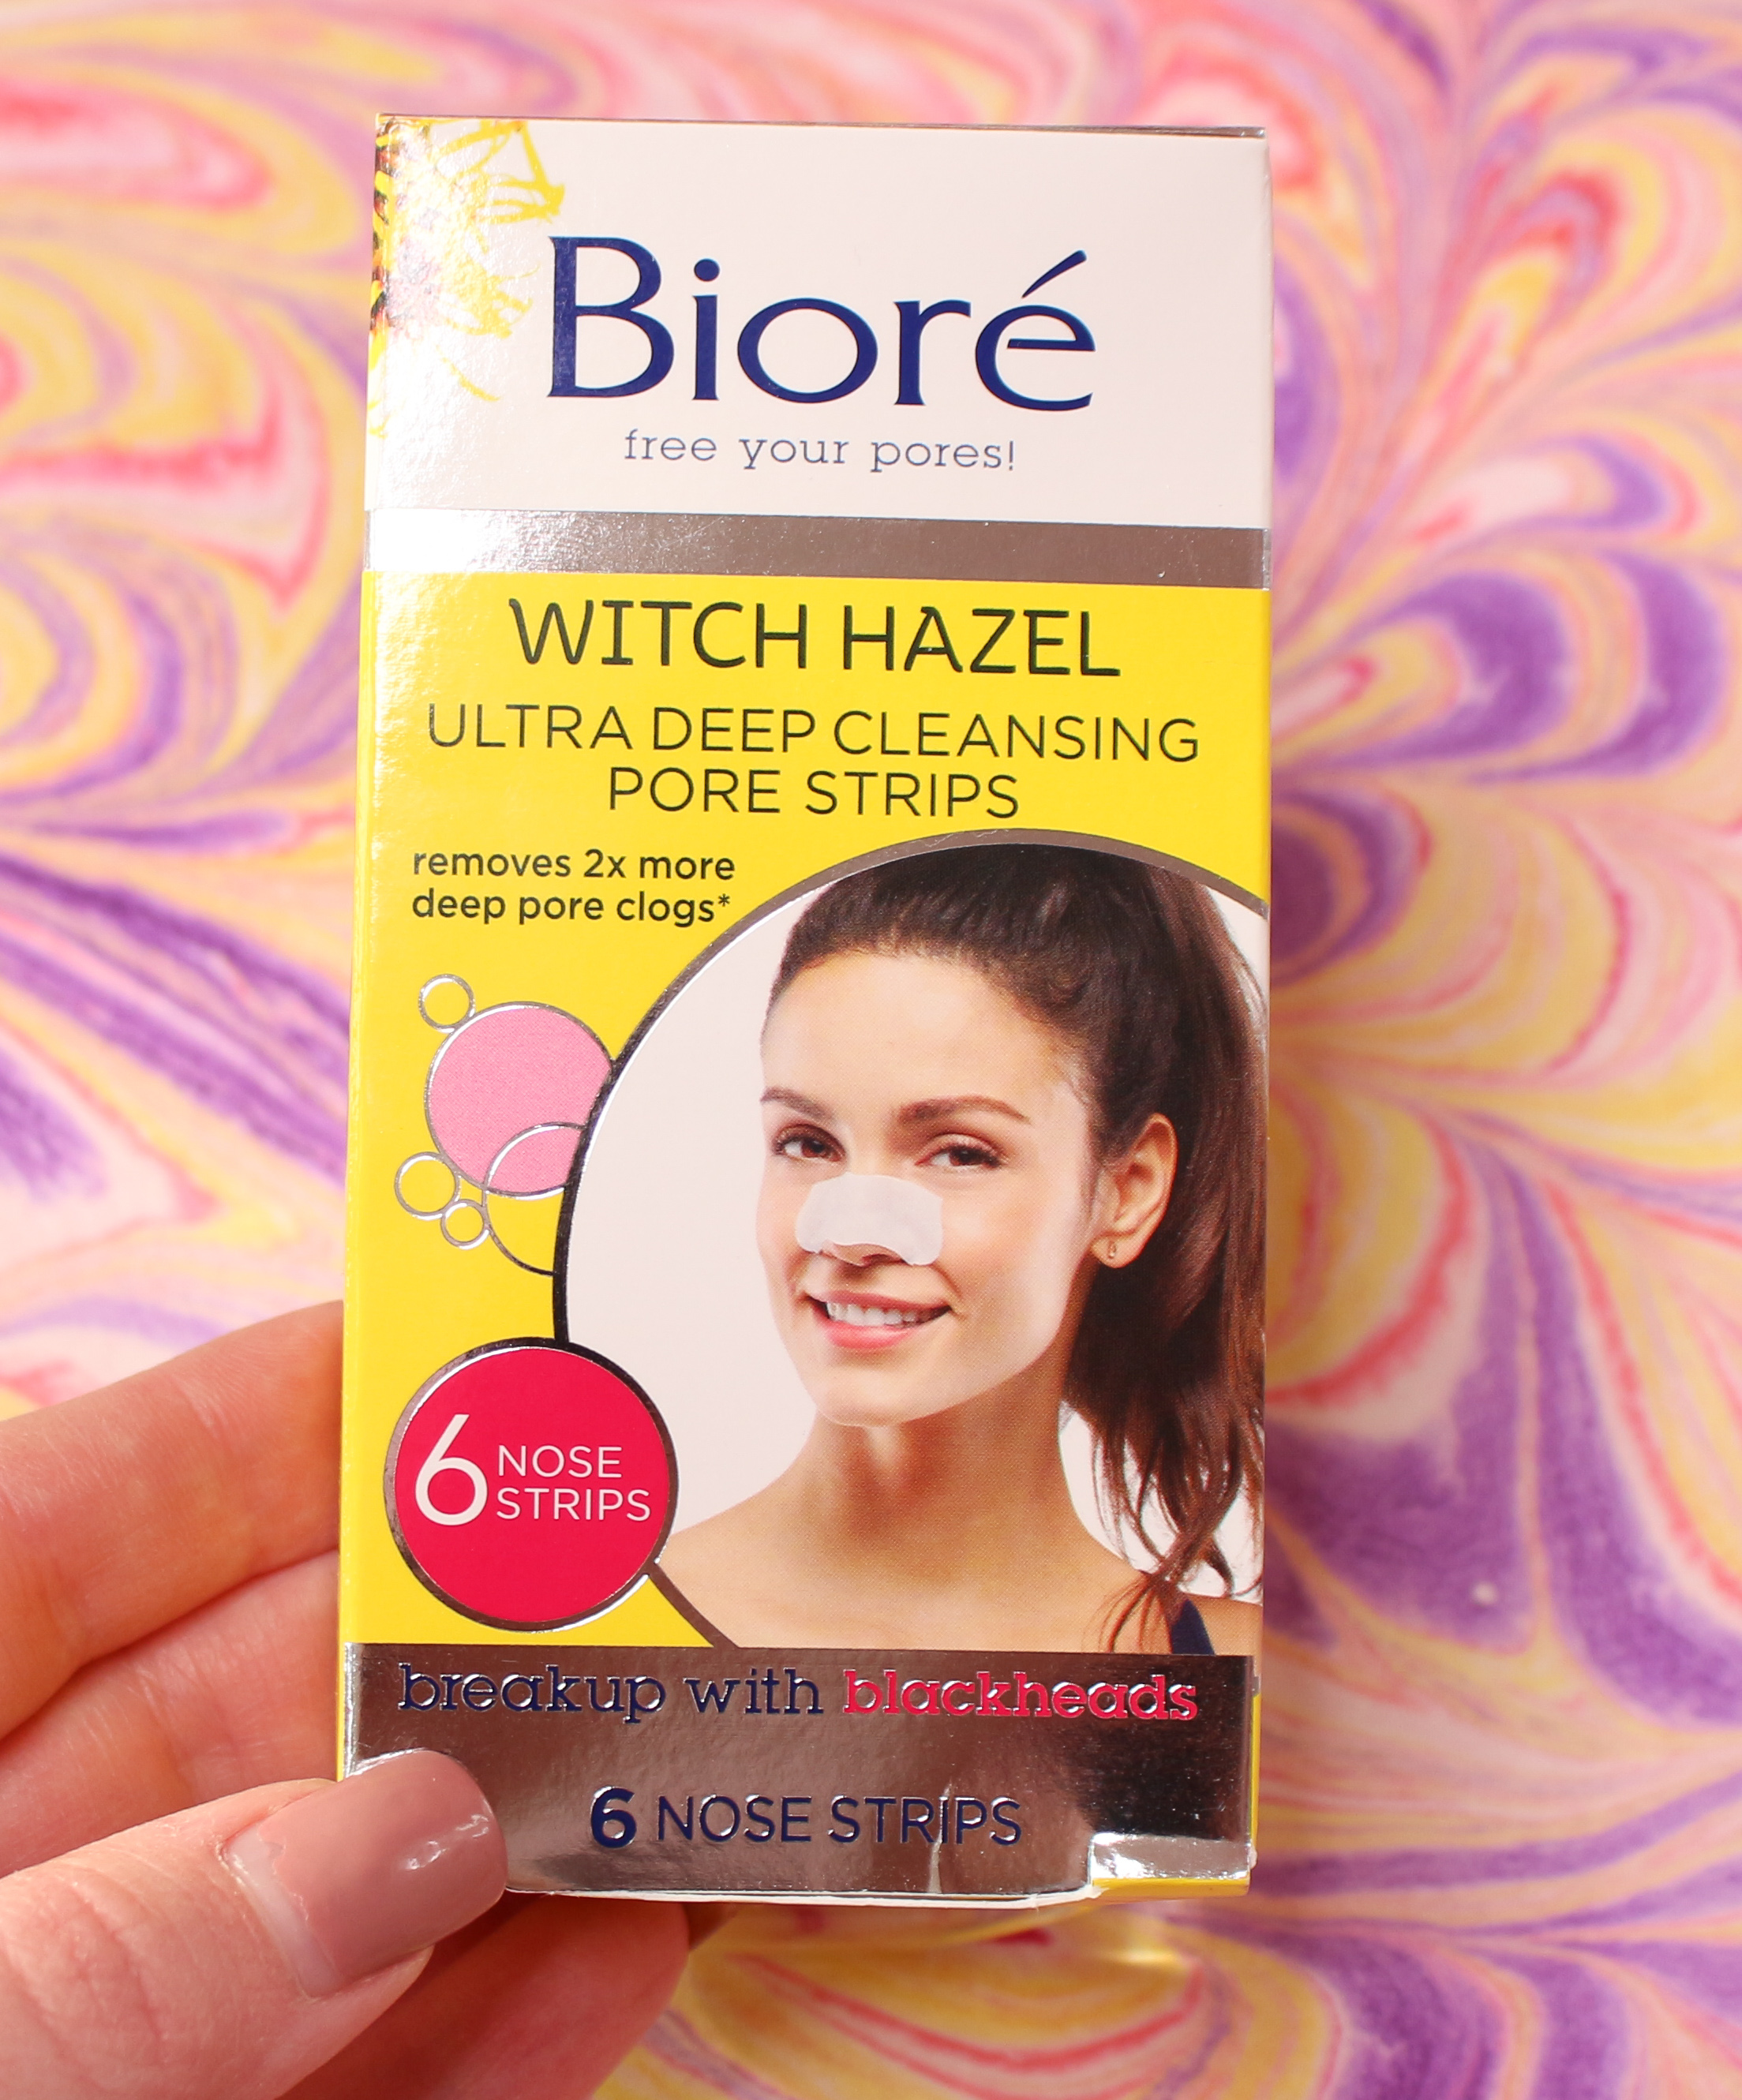 Bioré
free your pores!
WITCH HAZEL
ULTRA DEEP CLEANSING
PORE STRIPS
removes 2x more
deep pore clogs*
6 NOSE
STRIPS
breakup with blackheads
6 NOSE STRIPS